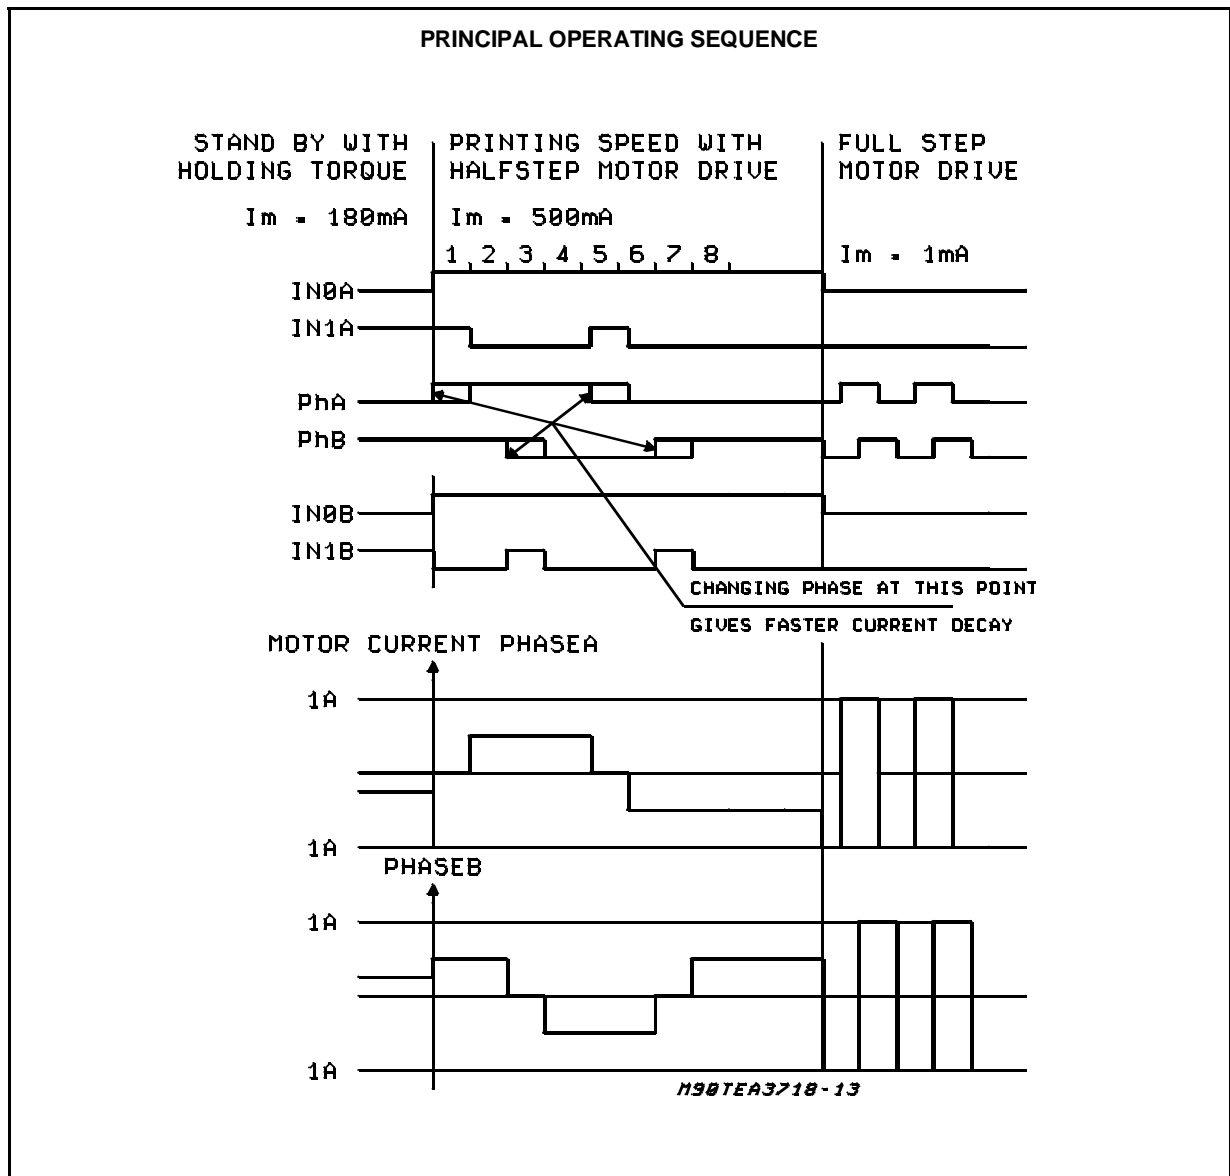 PRINCIPAL OPERATING SEQUENCE
STAND BY WITH
HOLDING TORQUE
Im = 180mA
PRINTING SPEED WITH
HALFSTEP MOTOR DRIVE
Im = 500mA
1 2 3 4 5 6 7 8
FULL STEP
MOTOR DRIVE
Im = 1mA
IN0A
IN1A
PhA
PhB
IN0B
IN1B
CHANGING PHASE AT THIS POINT
GIVES FASTER CURRENT DECAY
MOTOR CURRENT PHASEA
1A
1A
PHASEB
1A
1A
M90TEA3718-13